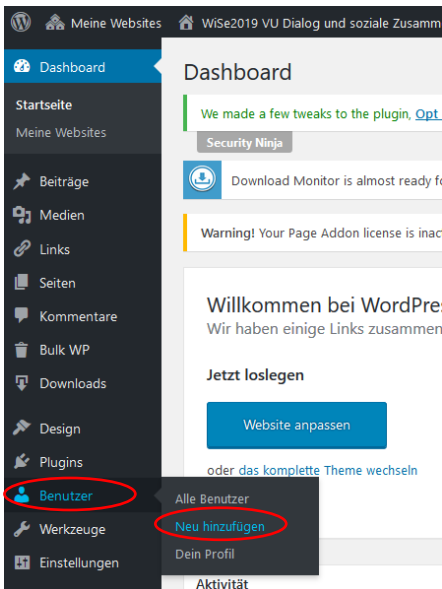 Meine Websites WiSe2019 VU Dialog und soziale Zusamm
Dashboard
Startseite
Meine Websites
Beiträge
Medien
Links
Seiten
Kommentare
Bulk WP
Downloads
Design
Plugins
Benutzer
Werkzeuge
Einstellungen
Alle Benutzer
Neu hinzufügen
Dein Profil
Dashboard
We made a few tweaks to the plugin, Opt
Security Ninja
Download Monitor is almost ready fo
Warning! Your Page Addon license is inac
Willkommen bei WordPres
Wir haben einige Links zusammen
Jetzt loslegen
Website anpassen
oder das komplette Theme wechseln
Aktivität